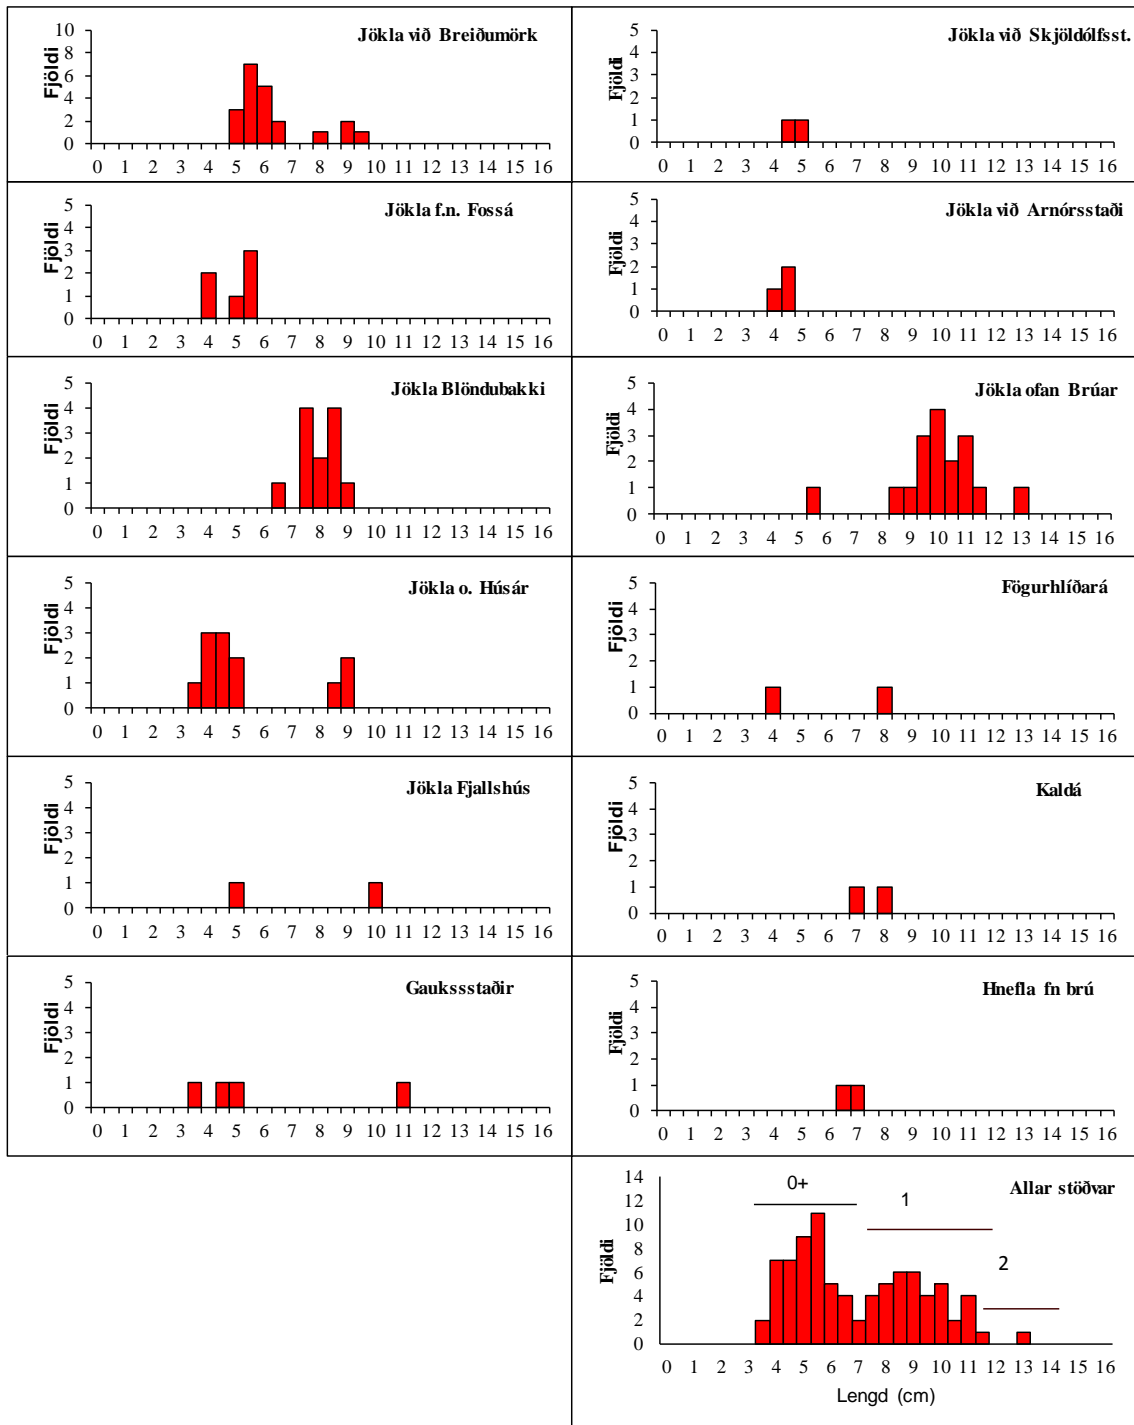 Jökla við Breiðumörk
Fjöldi
10
8
6
4
2
0
0 1 2 3 4 5 6 7 8 9 10 11 12 13 14 15 16
Jökla við Skjöldólfsst.
Fjöldi
5
4
3
2
1
0
0 1 2 3 4 5 6 7 8 9 10 11 12 13 14 15 16
Jökla f.n. Fossá
Fjöldi
5
4
3
2
1
0
0 1 2 3 4 5 6 7 8 9 10 11 12 13 14 15 16
Jökla við Arnórsstaði
Fjöldi
5
4
3
2
1
0
0 1 2 3 4 5 6 7 8 9 10 11 12 13 14 15 16
Jökla Blöndubakki
Fjöldi
5
4
3
2
1
0
0 1 2 3 4 5 6 7 8 9 10 11 12 13 14 15 16
Jökla ofan Brúar
Fjöldi
5
4
3
2
1
0
0 1 2 3 4 5 6 7 8 9 10 11 12 13 14 15 16
Jökla o. Húsár
Fjöldi
5
4
3
2
1
0
0 1 2 3 4 5 6 7 8 9 10 11 12 13 14 15 16
Fögurhlíðará
Fjöldi
5
4
3
2
1
0
0 1 2 3 4 5 6 7 8 9 10 11 12 13 14 15 16
Jökla Fjallshús
Fjöldi
5
4
3
2
1
0
0 1 2 3 4 5 6 7 8 9 10 11 12 13 14 15 16
Kaldá
Fjöldi
5
4
3
2
1
0
0 1 2 3 4 5 6 7 8 9 10 11 12 13 14 15 16
Gaukssstaðir
Fjöldi
5
4
3
2
1
0
0 1 2 3 4 5 6 7 8 9 10 11 12 13 14 15 16
Hnefla fn brú
Fjöldi
5
4
3
2
1
0
0 1 2 3 4 5 6 7 8 9 10 11 12 13 14 15 16
Allar stöðvar
0+
1
2
Fjöldi
14
12
10
8
6
4
2
0
0 1 2 3 4 5 6 7 8 9 10 11 12 13 14 15 16
Lengd (cm)